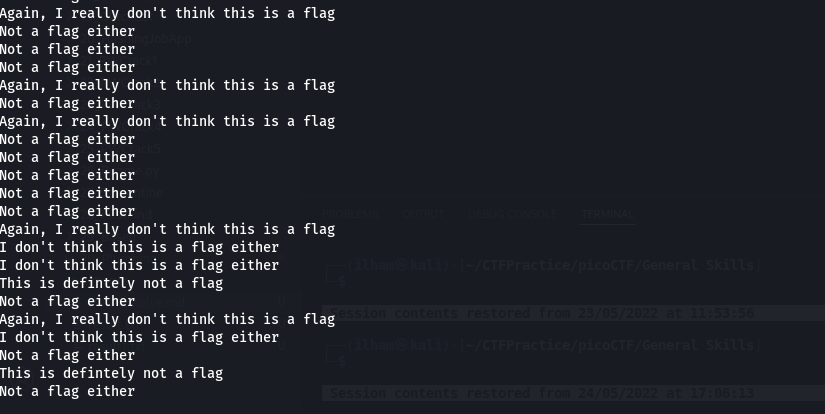 Again, I really don't think this is a flag
Not a flag either
Not a flag either
Not a flag either
Again, I really don't think this is a flag
Not a flag either
Again, I really don't think this is a flag
Not a flag either
Not a flag either
Not a flag either
Not a flag either
Not a flag either
Again, I really don't think this is a flag
I don't think this is a flag either
I don't think this is a flag either
This is defintely not a flag
Not a flag either
Again, I really don't think this is a flag
I don't think this is a flag either
Not a flag either
This is defintely not a flag
Not a flag either
PROBLEMS OUTPUT DEBUG CONSOLE TERMINAL
kali)-[~/CTFPractice/picoCTF/General Skills]
Session contents restored from 23/05/2022 at 11:53:56
kali)-[~/CTFPractice/picoCTF/General Skills]
Session contents restored from 24/05/2022 at 17:06:13